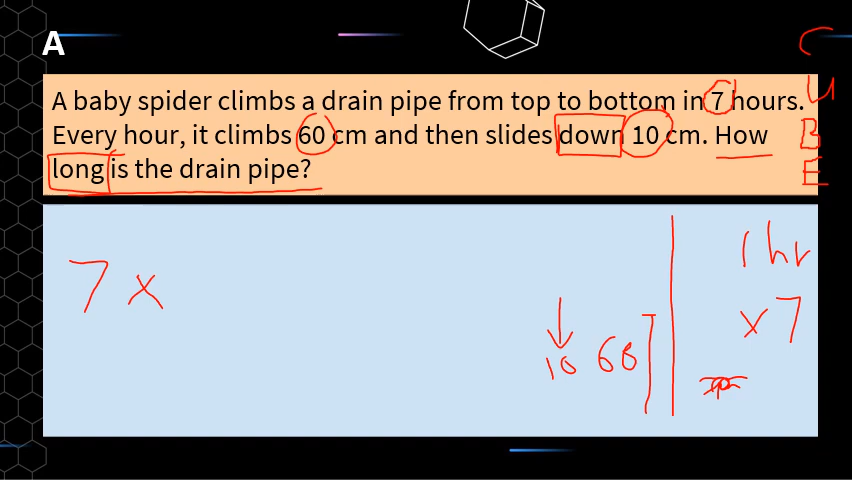 A
A baby spider climbs a drain pipe from top to bottom in 7 hours.
Every hour, it climbs 60 cm and then slides down 10 cm. How
long is the drain pipe?
C
U
B
E
7 x
1 hr
x 7
10 60